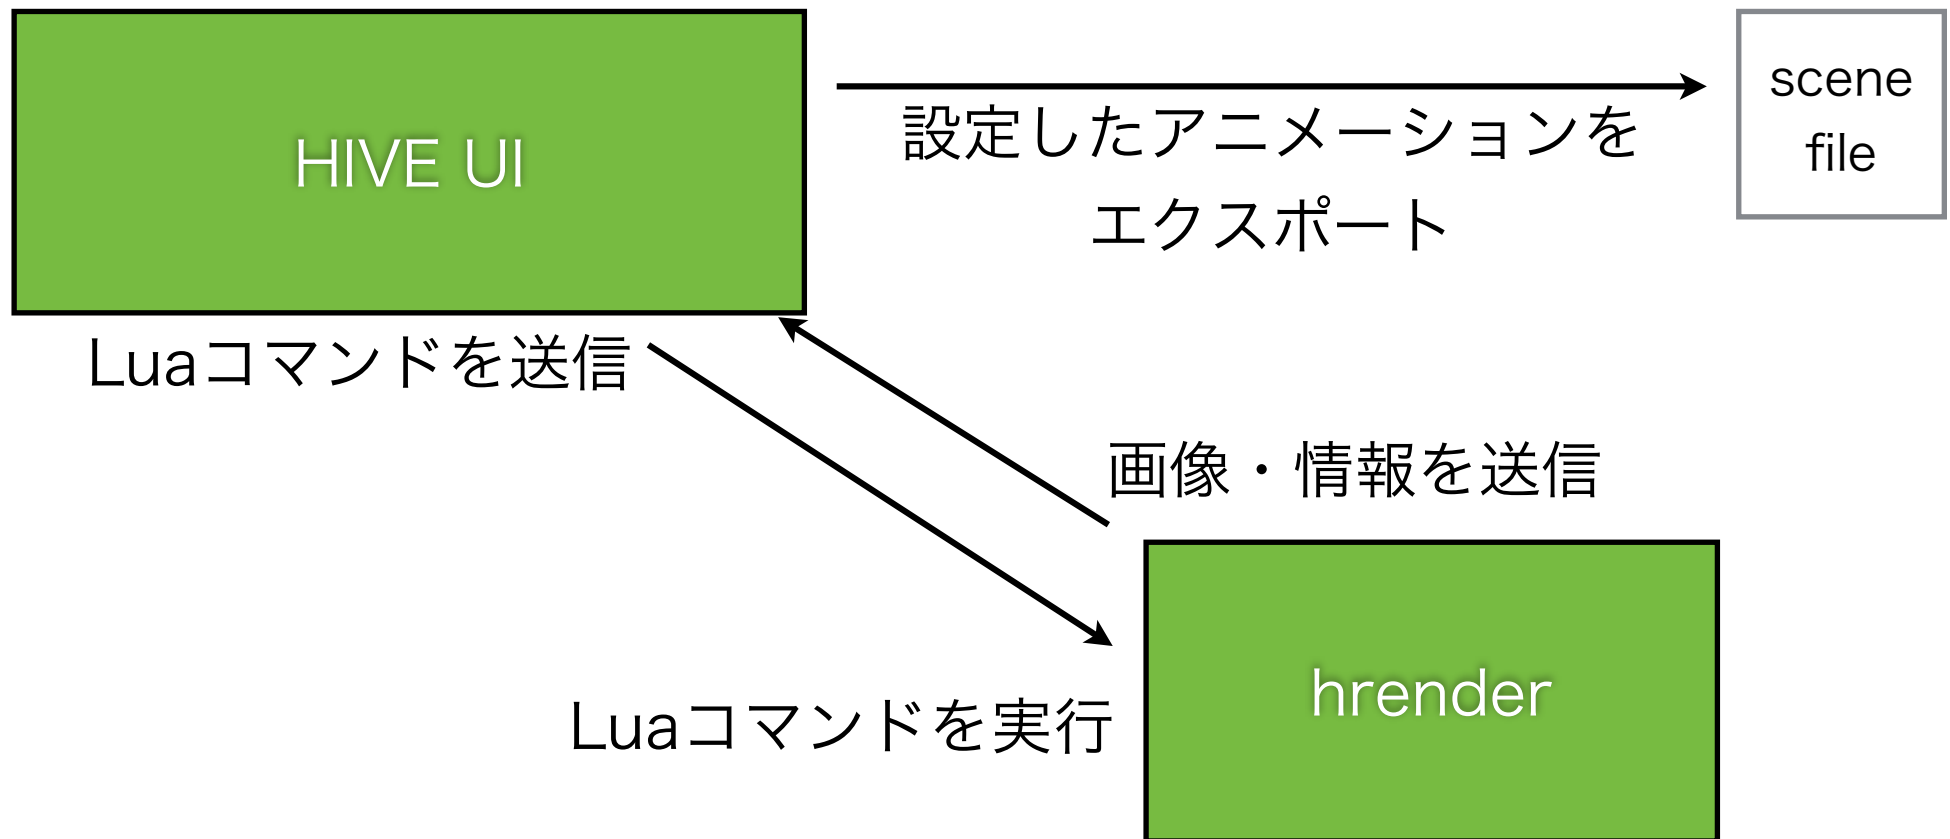 HIVE UI
設定したアニメーションを
エクスポート
scene
file
Luaコマンドを送信
画像・情報を送信
Luaコマンドを実行
hrender